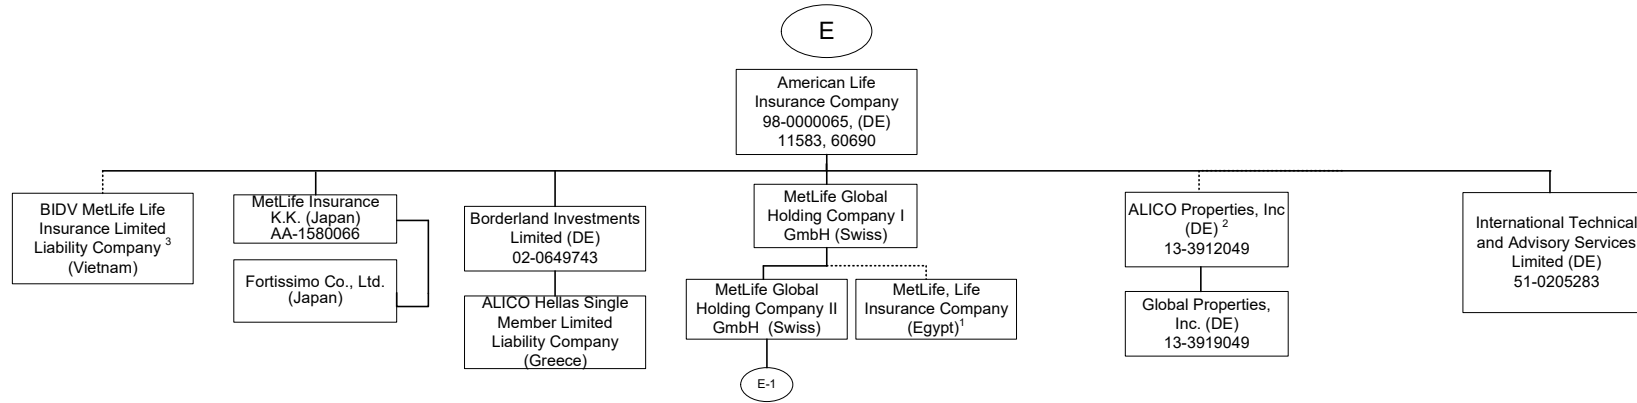 E
American Life
Insurance Company
98-0000065, (DE)
11583, 60690
BIDV MetLife Life
Insurance Limited
Liability Company 3
(Vietnam)
MetLife Insurance
K.K. (Japan)
AA-1580066
Fortissimo Co., Ltd.
(Japan)
Borderland Investments
Limited (DE)
02-0649743
ALICO Hellas Single
Member Limited
Liability Company
(Greece)
MetLife Global
Holding Company I
GmbH (Swiss)
MetLife Global
Holding Company II
GmbH (Swiss)
E-1
MetLife, Life
Insurance Company
(Egypt)1
ALICO Properties, Inc
(DE) 2
13-3912049
Global Properties,
Inc. (DE)
13-3919049
International Technical
and Advisory Services
Limited (DE)
51-0205283